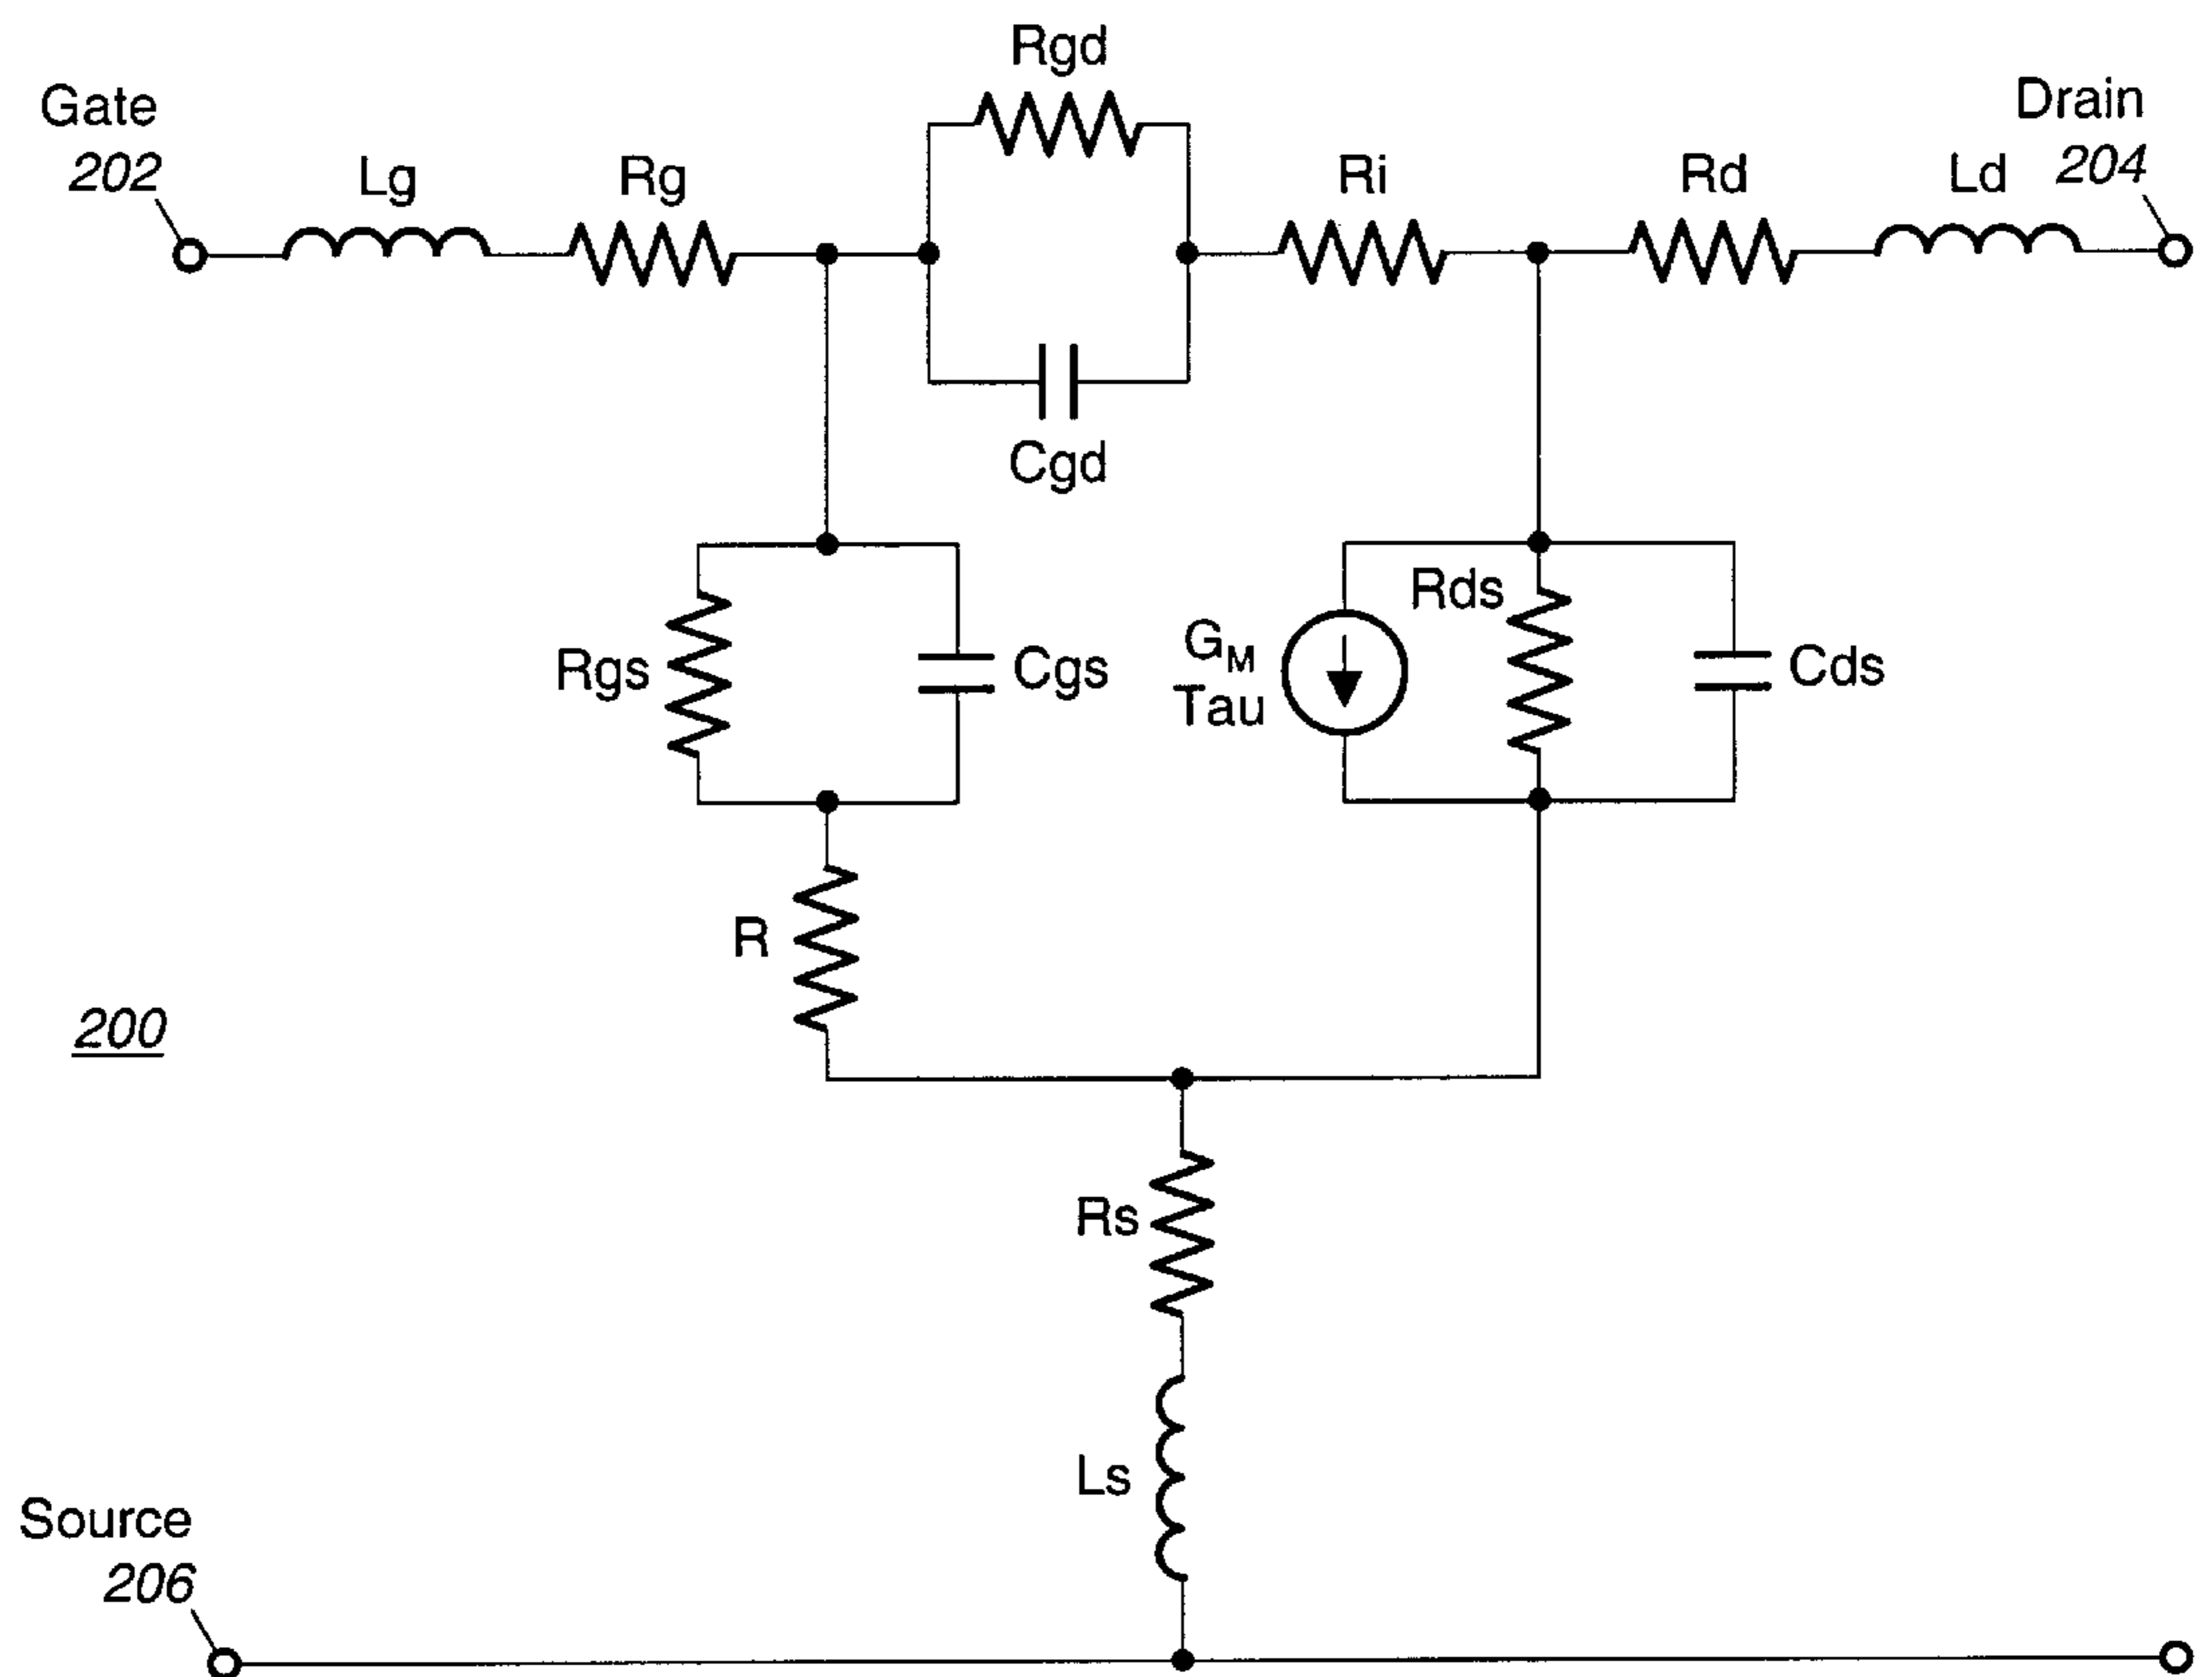 Rgd
Gate
202
Lg
Rg
Ri
Rd
Ld
Drain
204
Cgd
Rgs
Cgs
GM
Tau
Rds
Cds
R
200
Rs
Ls
Source
206